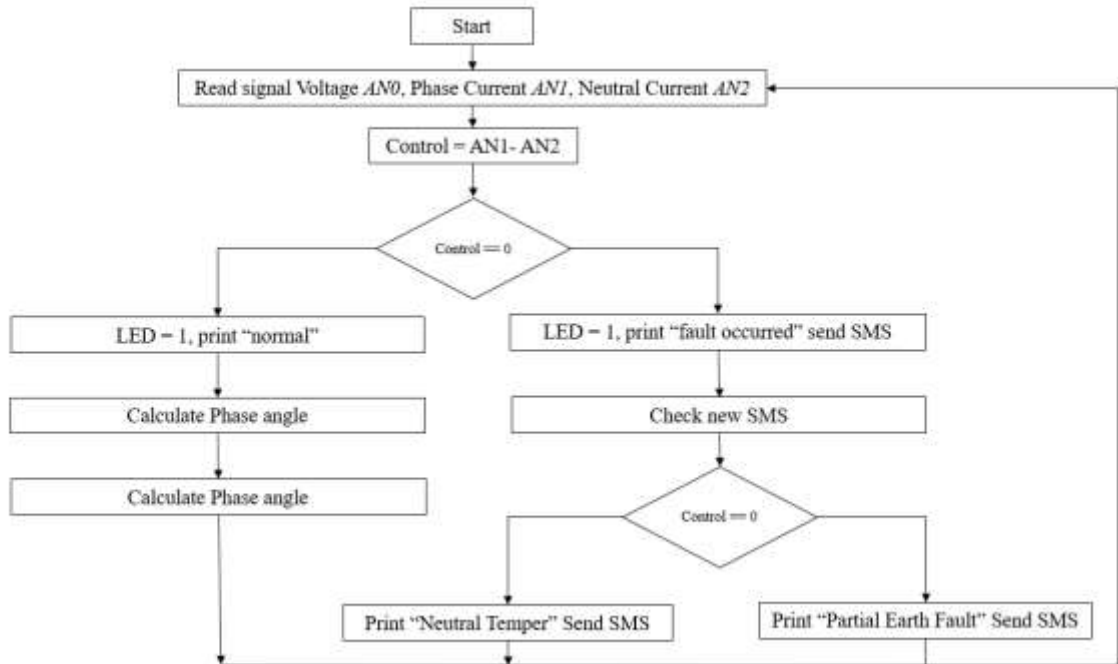 Start
Read signal Voltage AN0, Phase Current AN1, Neutral Current AN2
Control = AN1- AN2
Control == 0
LED = 1, print “normal”
LED = 1, print “fault occurred” send SMS
Calculate Phase angle
Check new SMS
Calculate Phase angle
Control == 0
Print “Neutral Temper” Send SMS
Print “Partial Earth Fault” Send SMS